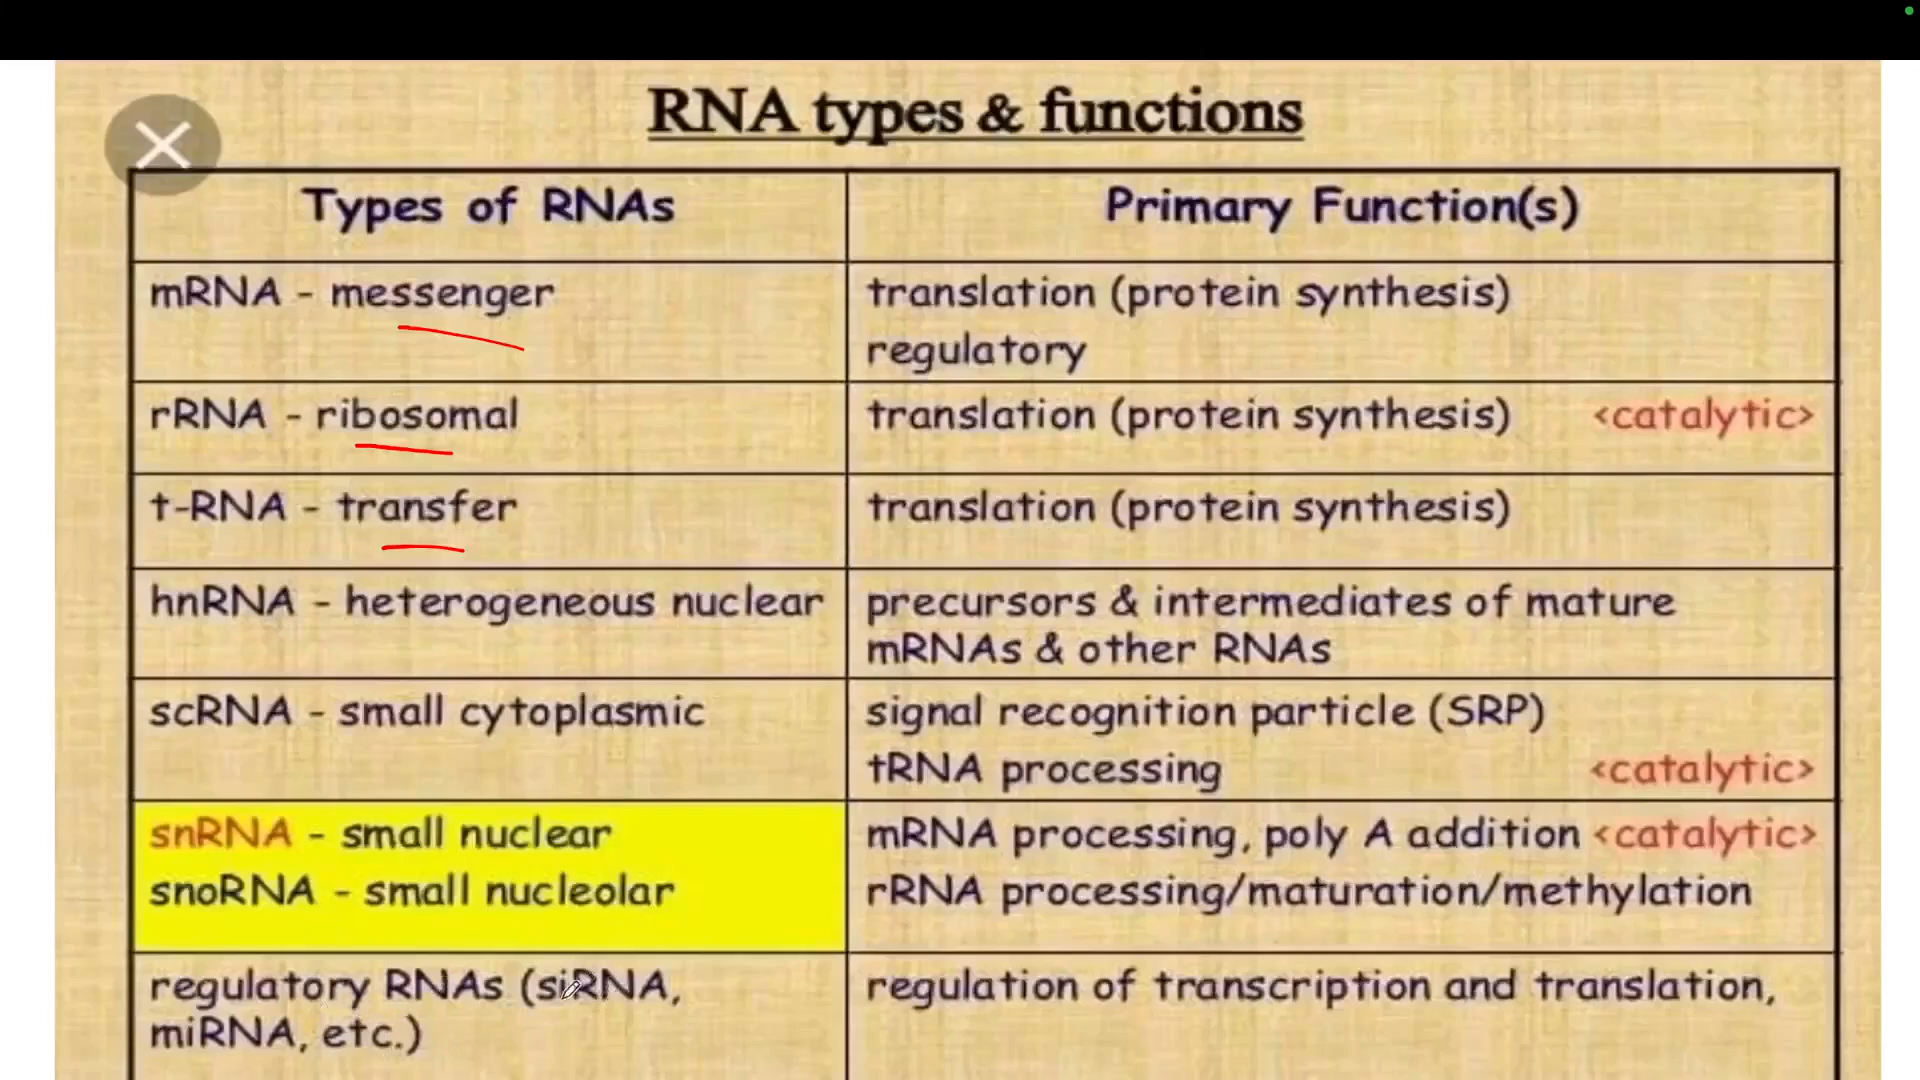 RNA types & functions
Types of RNAs
Primary Function(s)
mRNA - messenger
translation (protein synthesis)
regulatory
rRNA - ribosomal
translation (protein synthesis) <catalytic>
t-RNA - transfer
translation (protein synthesis)
hnRNA - heterogeneous nuclear
precursors & intermediates of mature
mRNAs & other RNAs
scRNA - small cytoplasmic
signal recognition particle (SRP)
tRNA processing <catalytic>
snRNA - small nuclear
snoRNA - small nucleolar
mRNA processing, poly A addition <catalytic>
rRNA processing/maturation/methylation
regulatory RNAs (siRNA,
miRNA, etc.)
regulation of transcription and translation,